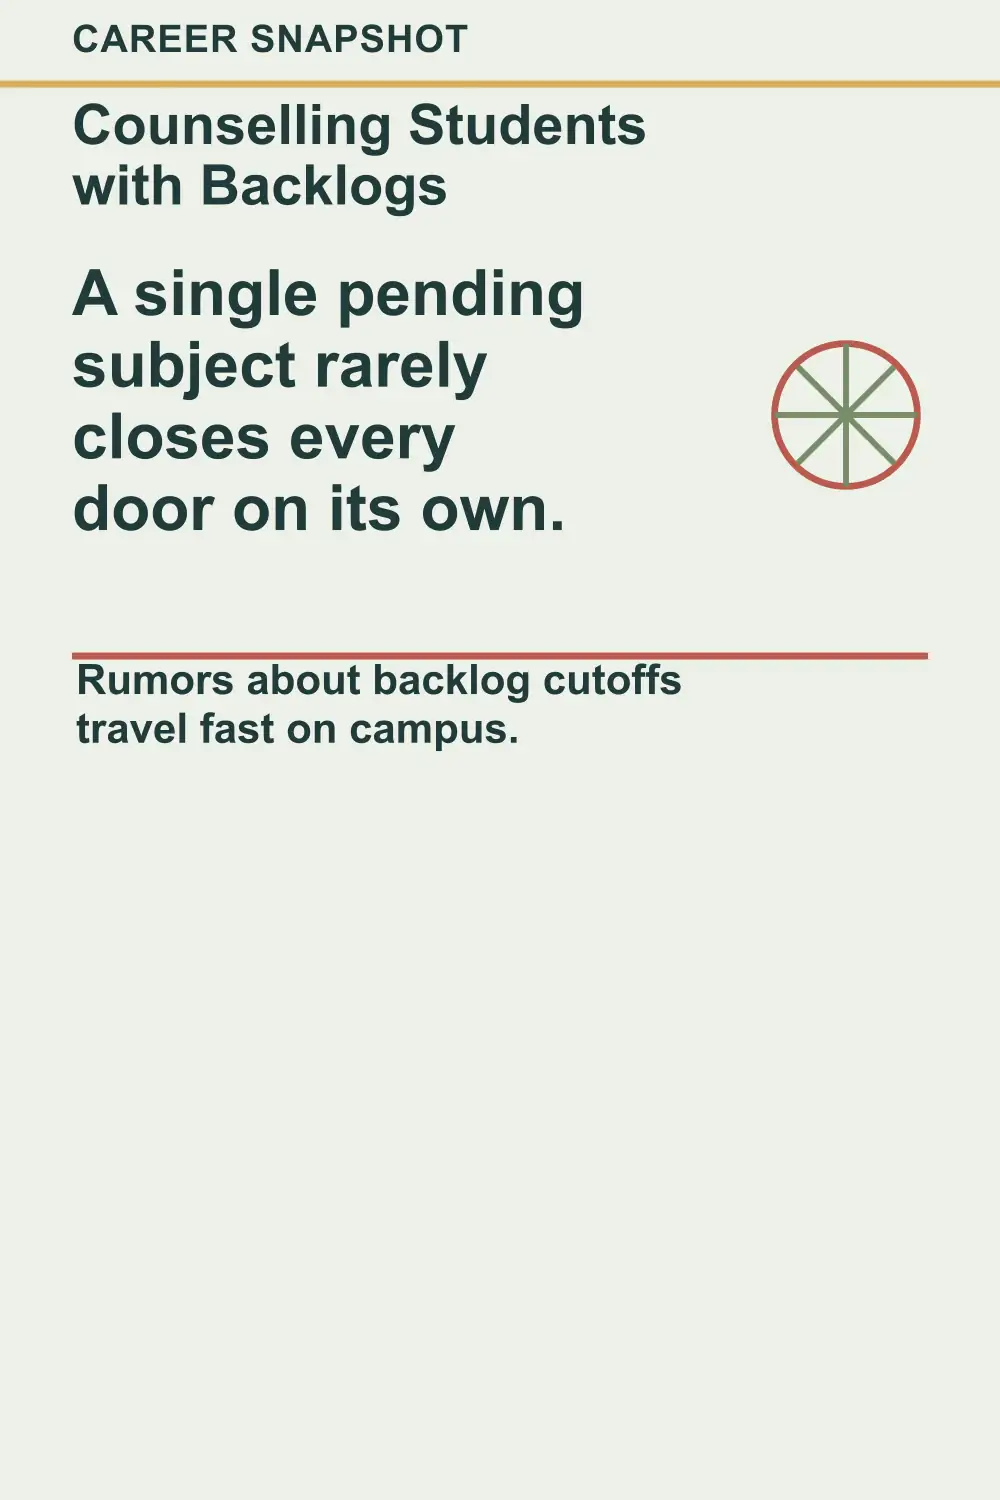 CAREER SNAPSHOT
Counselling Students
with Backlogs
A single pending
subject rarely
closes every
door on its own.
Rumors about backlog cutoffs
travel fast on campus.